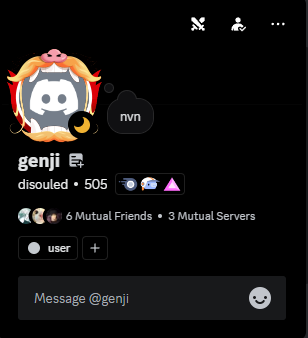 nvn
genji
disouled • 505
6 Mutual Friends • 3 Mutual Servers
user
Message @genji